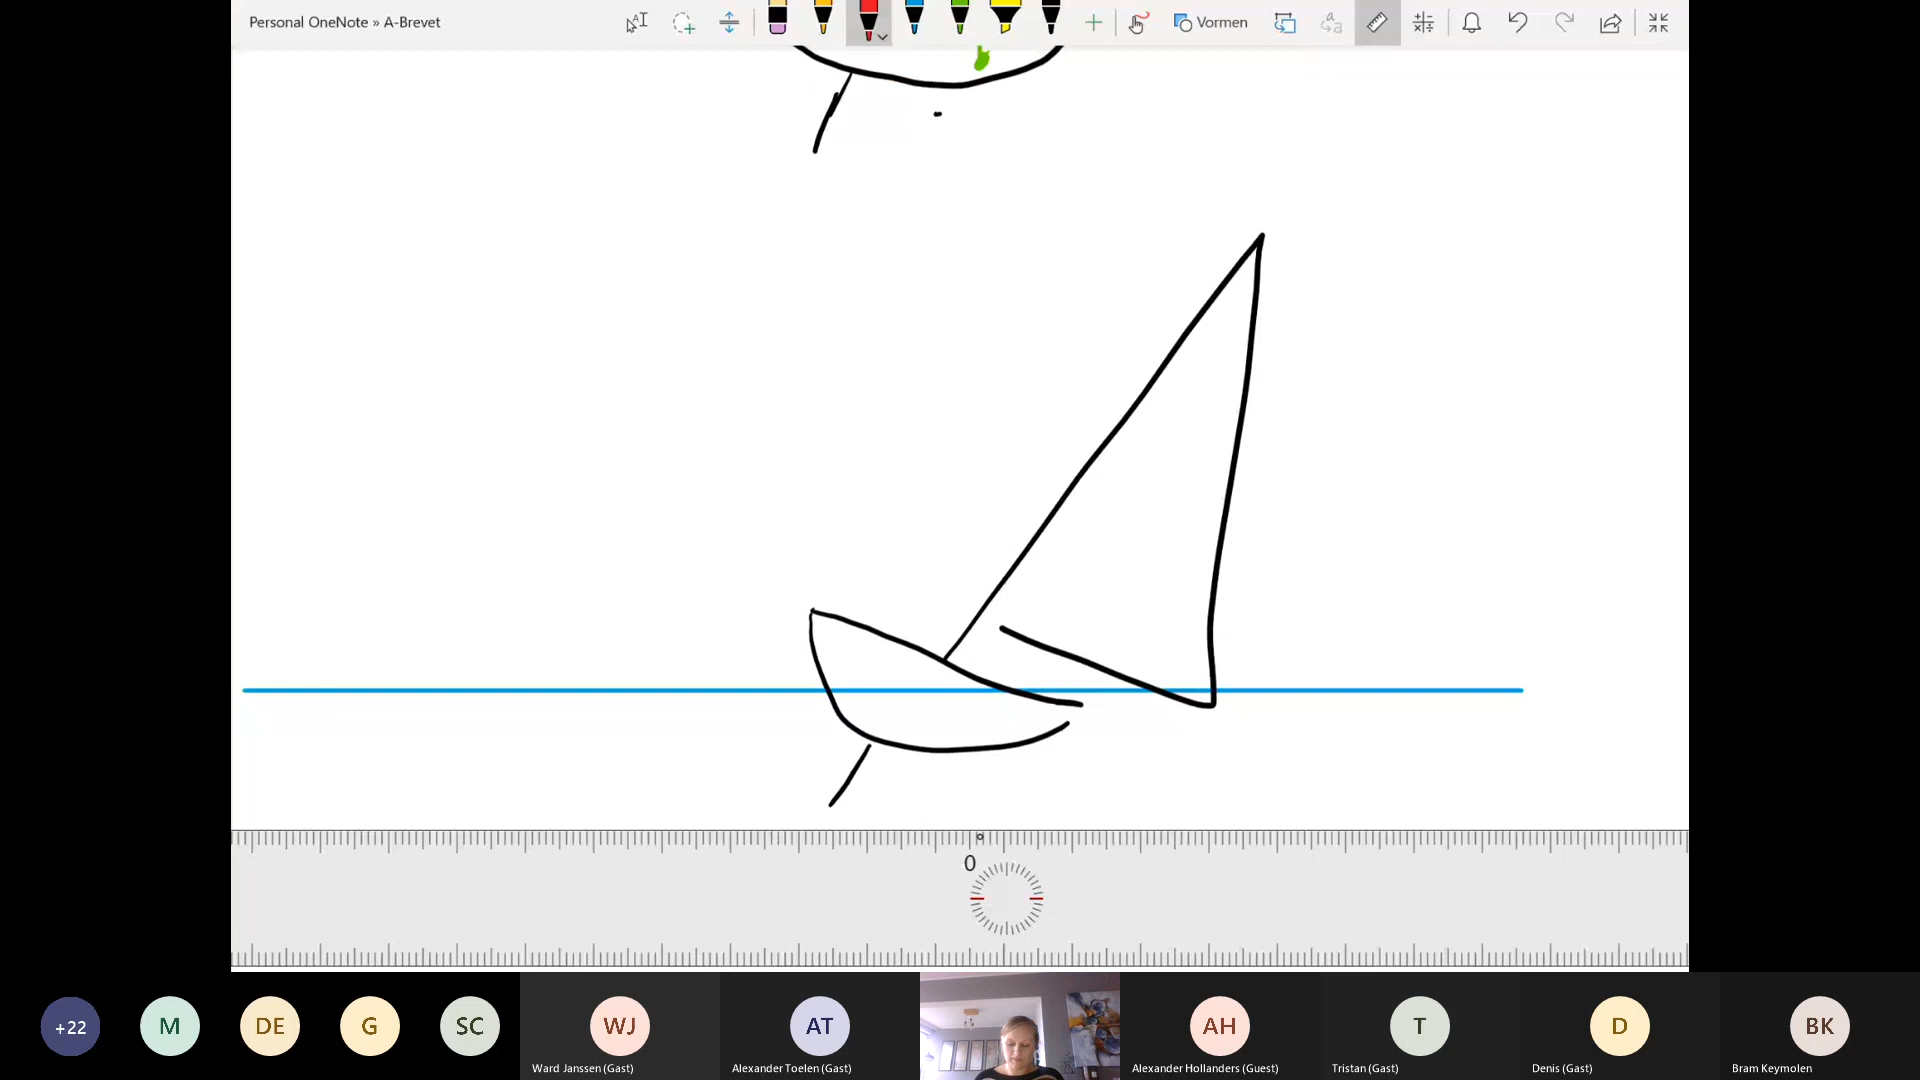 Personal OneNote » A-Brevet
Vormen
0
+22
M
DE
G
SC
WJ
AT
AH
T
D
BK
Ward Janssen (Gast)
Alexander Toelen (Gast)
Alexander Hollanders (Guest)
Tristan (Gast)
Denis (Gast)
Bram Keymolen